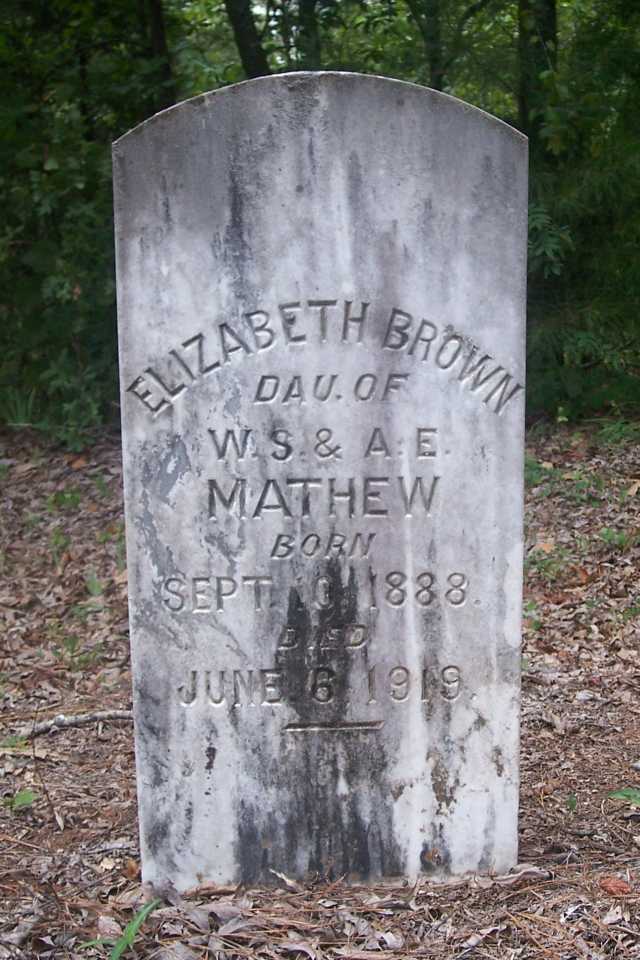 ELIZABETH BROWN
DAU. OF
W. S. & A. E.
MATHEW
BORN
SEPT. 10, 1888.
DIED
JUNE 6, 1919.